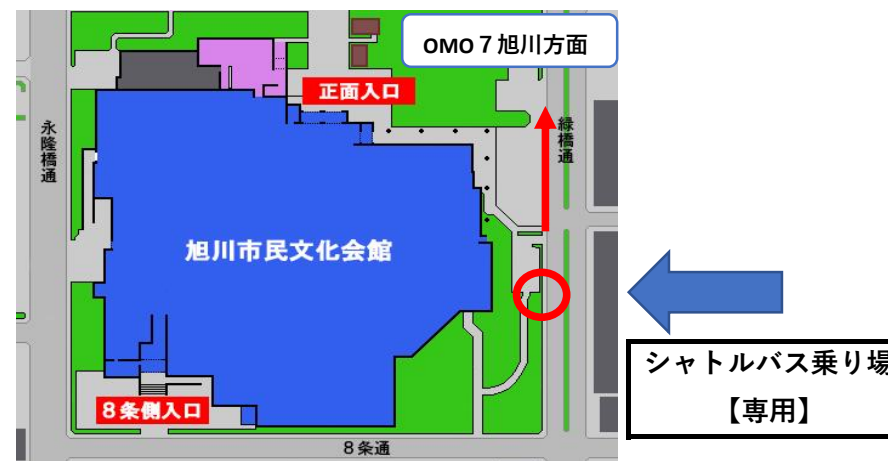 OMO７旭川方面
正面入口
永隆橋通
緑橋通
旭川市民文化会館
シャトルバス乗り場
【専用】
８条側入口
８条通